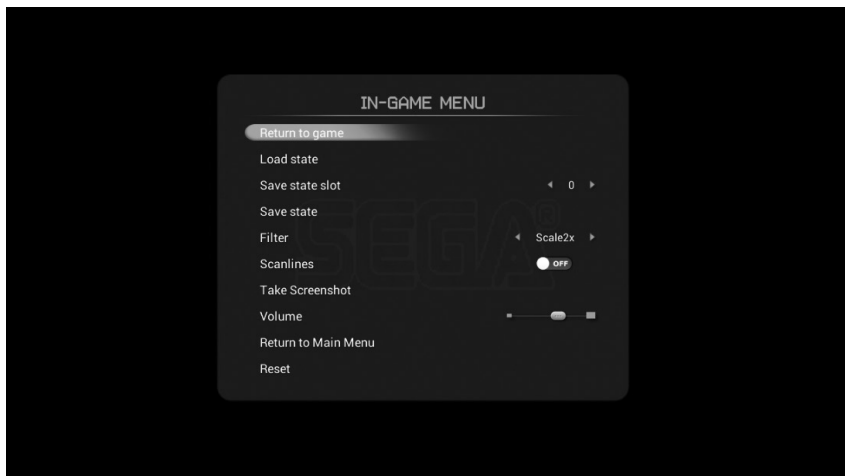 IN-GAME MENU
Return to game
Load state
Save state slot 0
Save state
SEGA®
Filter Scale2x
Scanlines OFF
Take Screenshot
Volume
Return to Main Menu
Reset